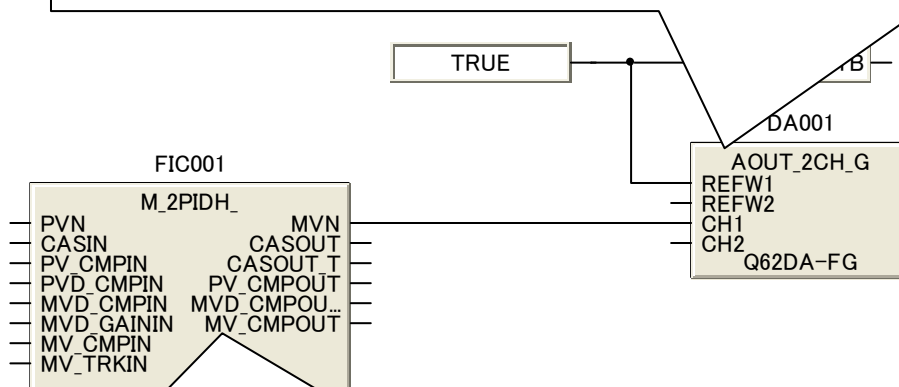 TRUE
DA001
FIC001
AOUT_2CH_G
REFW1
REFW2
CH1
CH2
Q62DA-FG
M_2PIDH_
PVN MVN
CASIN CASOUT
PV_CMPIN CASOUT_T
PVD_CMPIN PV_CMPOUT
MVD_CMPIN MVD_CMPOU...
MVD_GAININ MV_CMPOUT
MV_CMPIN
MV_TRKIN